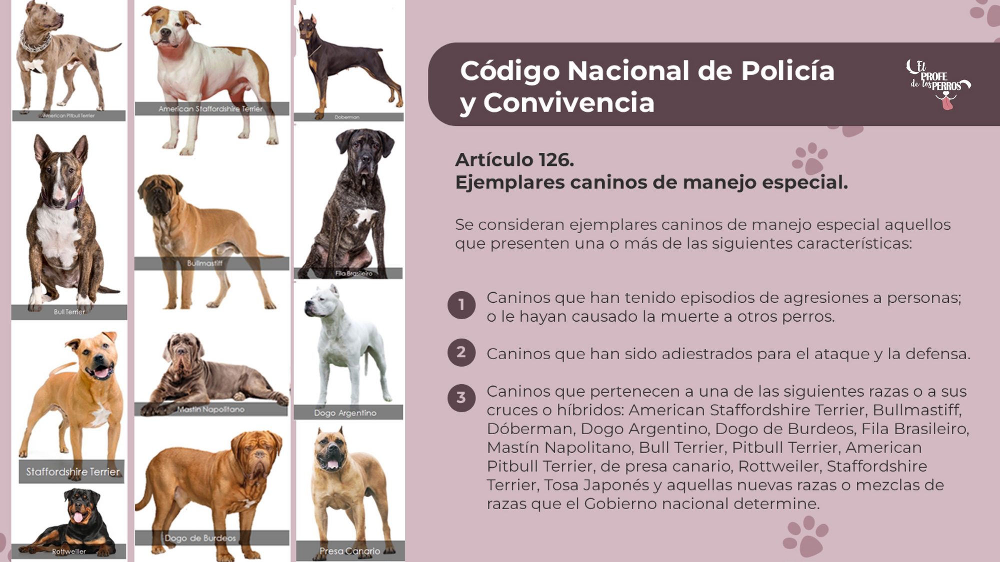 American Pitbull Terrier
American Staffordshire Terrier
Doberman
Bull Terrier
Bullmastiff
Fila Brasileiro
Staffordshire Terrier
Mastín Napolitano
Dogo Argentino
Rottweiller
Dogo de Burdeos
Presa Canario
Código Nacional de Policía
y Convivencia
El
PROFE
de los PERROS
Artículo 126.
Ejemplares caninos de manejo especial.
Se consideran ejemplares caninos de manejo especial aquellos
que presenten una o más de las siguientes características:
1 Caninos que han tenido episodios de agresiones a personas;
o le hayan causado la muerte a otros perros.
2 Caninos que han sido adiestrados para el ataque y la defensa.
3 Caninos que pertenecen a una de las siguientes razas o a sus
cruces o híbridos: American Staffordshire Terrier, Bullmastiff,
Dóberman, Dogo Argentino, Dogo de Burdeos, Fila Brasileiro,
Mastín Napolitano, Bull Terrier, Pitbull Terrier, American
Pitbull Terrier, de presa canario, Rottweiler, Staffordshire
Terrier, Tosa Japonés y aquellas nuevas razas o mezclas de
razas que el Gobierno nacional determine.